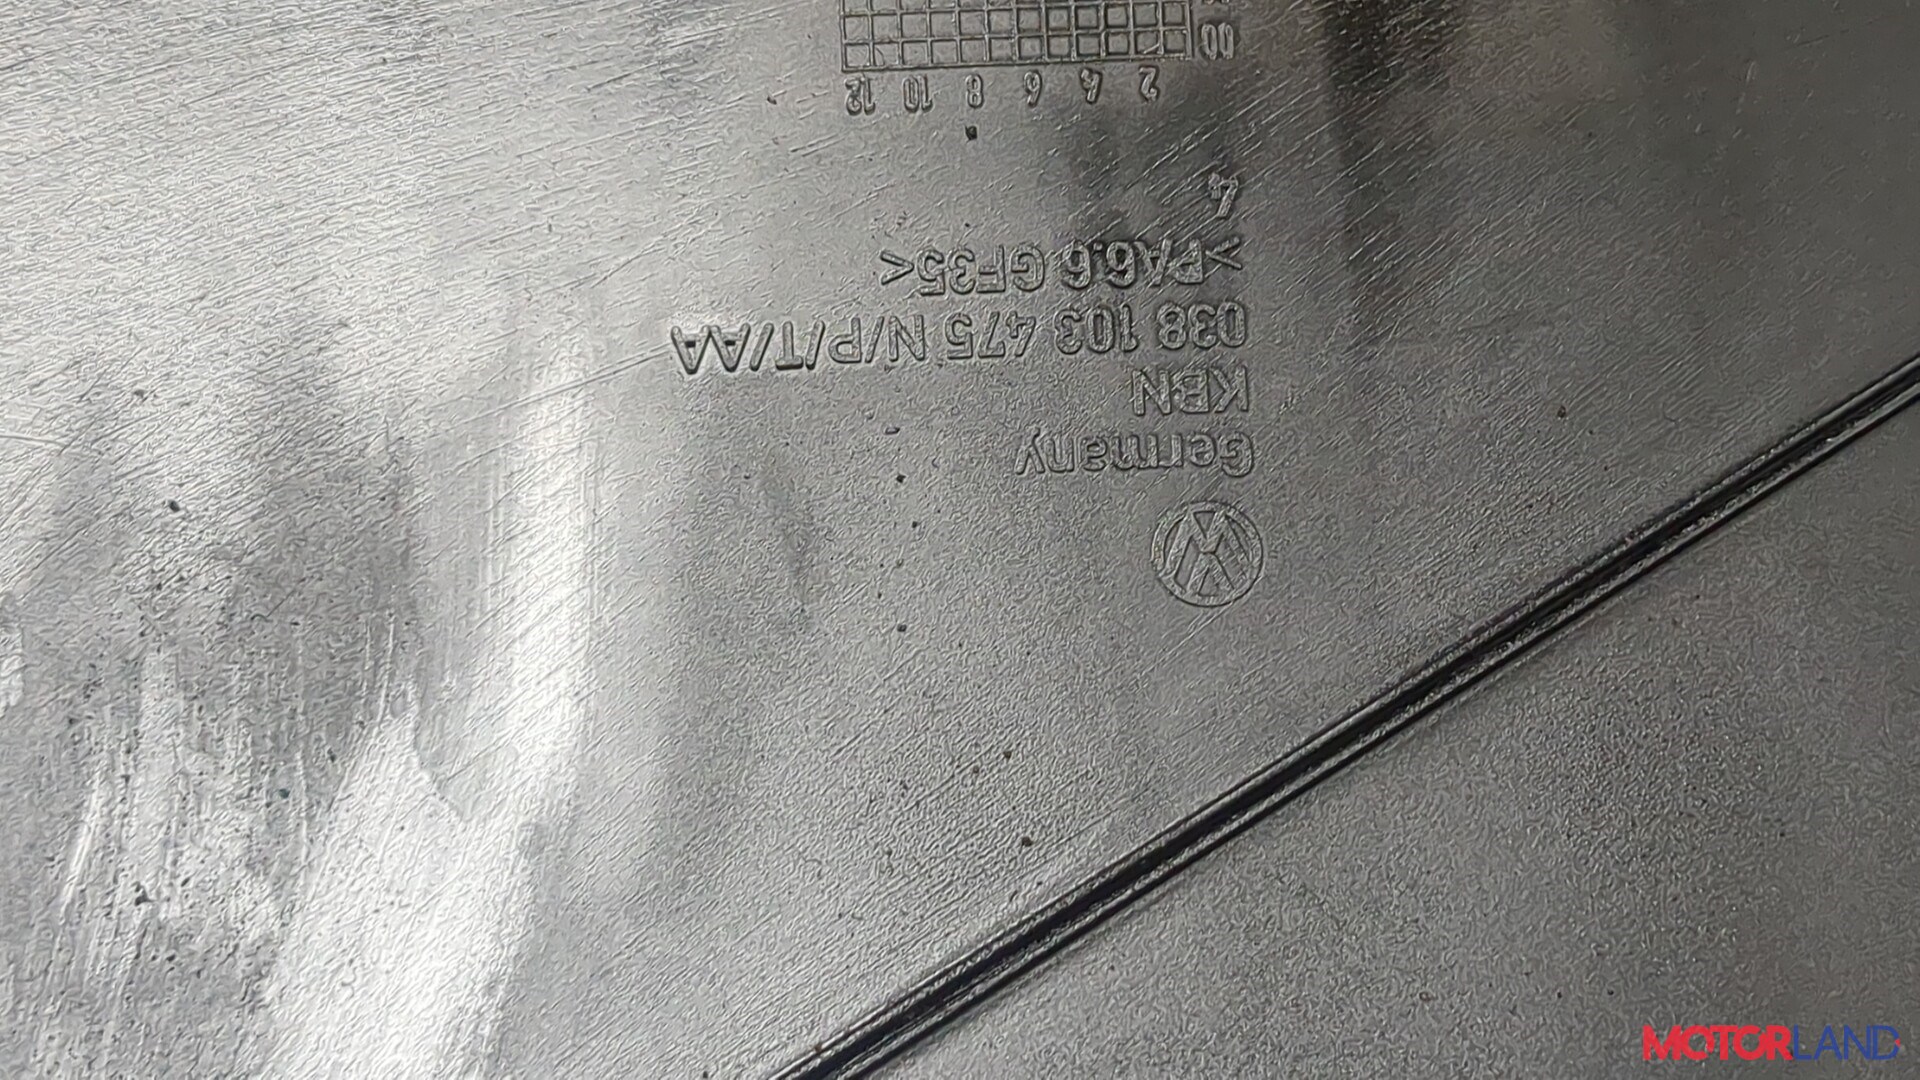 Germany
KBN
038 103 475 N/P/T/AA
>PA6.6 GF35<
4
2 4 6 8 10 12
00
MOTORLAND